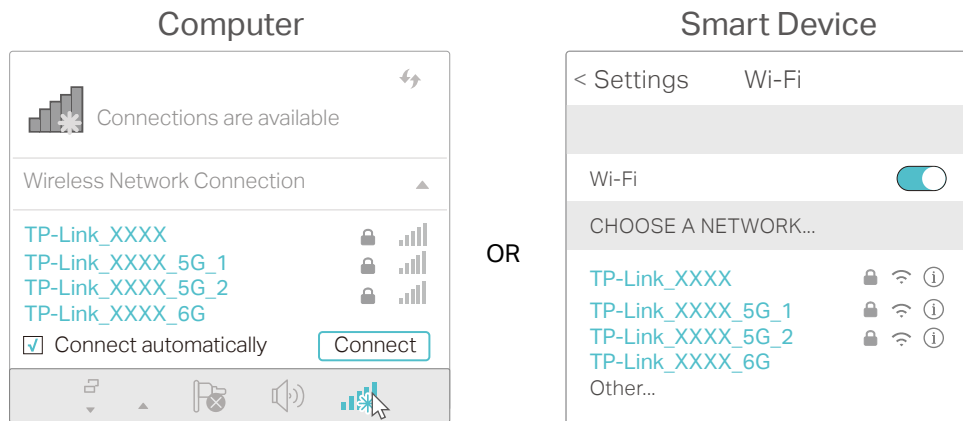 Computer
Connections are available
Wireless Network Connection
TP-Link_XXXX
TP-Link_XXXX_5G_1
TP-Link_XXXX_5G_2
TP-Link_XXXX_6G
Connect automatically
Connect
OR
Smart Device
< Settings Wi-Fi
Wi-Fi
CHOOSE A NETWORK...
TP-Link_XXXX
TP-Link_XXXX_5G_1
TP-Link_XXXX_5G_2
TP-Link_XXXX_6G
Other...